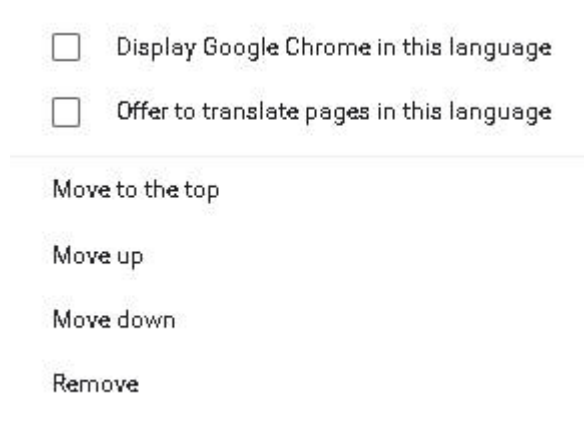 Display Google Chrome in this language
Offer to translate pages in this language
Move to the top
Move up
Move down
Remove